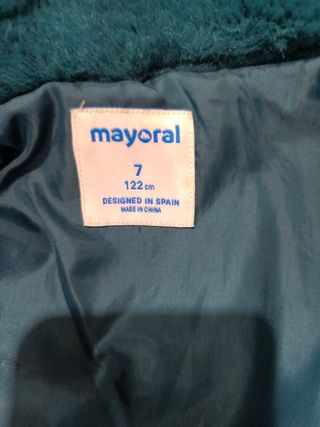 mayoral
7
122 cm
DESIGNED IN SPAIN
MADE IN CHINA